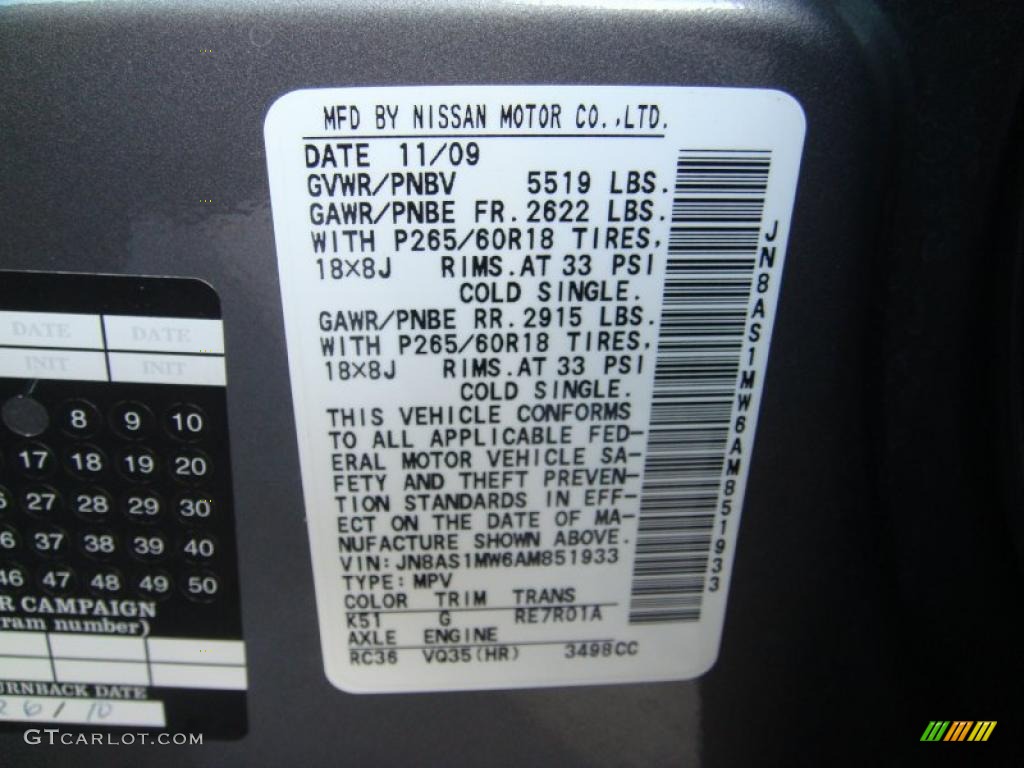 MFD BY NISSAN MOTOR CO.,LTD.
DATE 11/09
GVWR/PNBV 5519 LBS.
GAWR/PNBE FR. 2622 LBS.
WITH P265/60R18 TIRES,
18×8J RIMS. AT 33 PSI
COLD SINGLE.
GAWR/PNBE RR. 2915 LBS.
WITH P265/60R18 TIRES,
18×8J RIMS. AT 33 PSI
COLD SINGLE.
THIS VEHICLE CONFORMS
TO ALL APPLICABLE FED-
ERAL MOTOR VEHICLE SA-
FETY AND THEFT PREVEN-
TION STANDARDS IN EFF-
ECT ON THE DATE OF MA-
NUFACTURE SHOWN ABOVE.
VIN: JN8AS1MW6AM851933
TYPE: MPV
COLOR TRIM TRANS
K51 G RE7R01A
AXLE ENGINE
RC36 VQ35(HR) 3498CC
JN8AS1MW6AM851933
DATE DATE
INIT INIT
8 9 10
17 18 19 20
27 28 29 30
37 38 39 40
47 48 49 50
R CAMPAIGN
ram number)
URNBACK DATE
26/10
GTCARLOT.COM